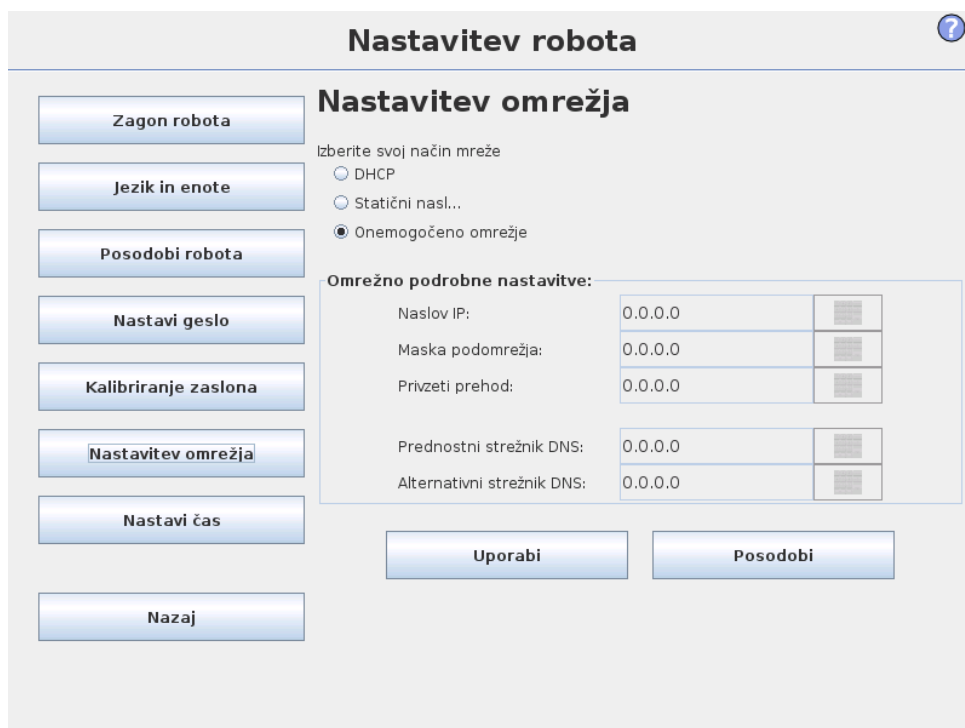 Nastavitev robota
?
Zagon robota
Jezik in enote
Posodobi robota
Nastavi geslo
Kalibriranje zaslona
Nastavitev omrežja
Nastavi čas
Nazaj
Nastavitev omrežja
Izberite svoj način mreže
DHCP
Statični nasl...
Onemogočeno omrežje
Omrežno podrobne nastavitve:
Naslov IP: 0.0.0.0
Maska podomrežja: 0.0.0.0
Privzeti prehod: 0.0.0.0
Prednostni strežnik DNS: 0.0.0.0
Alternativni strežnik DNS: 0.0.0.0
Uporabi Posodobi